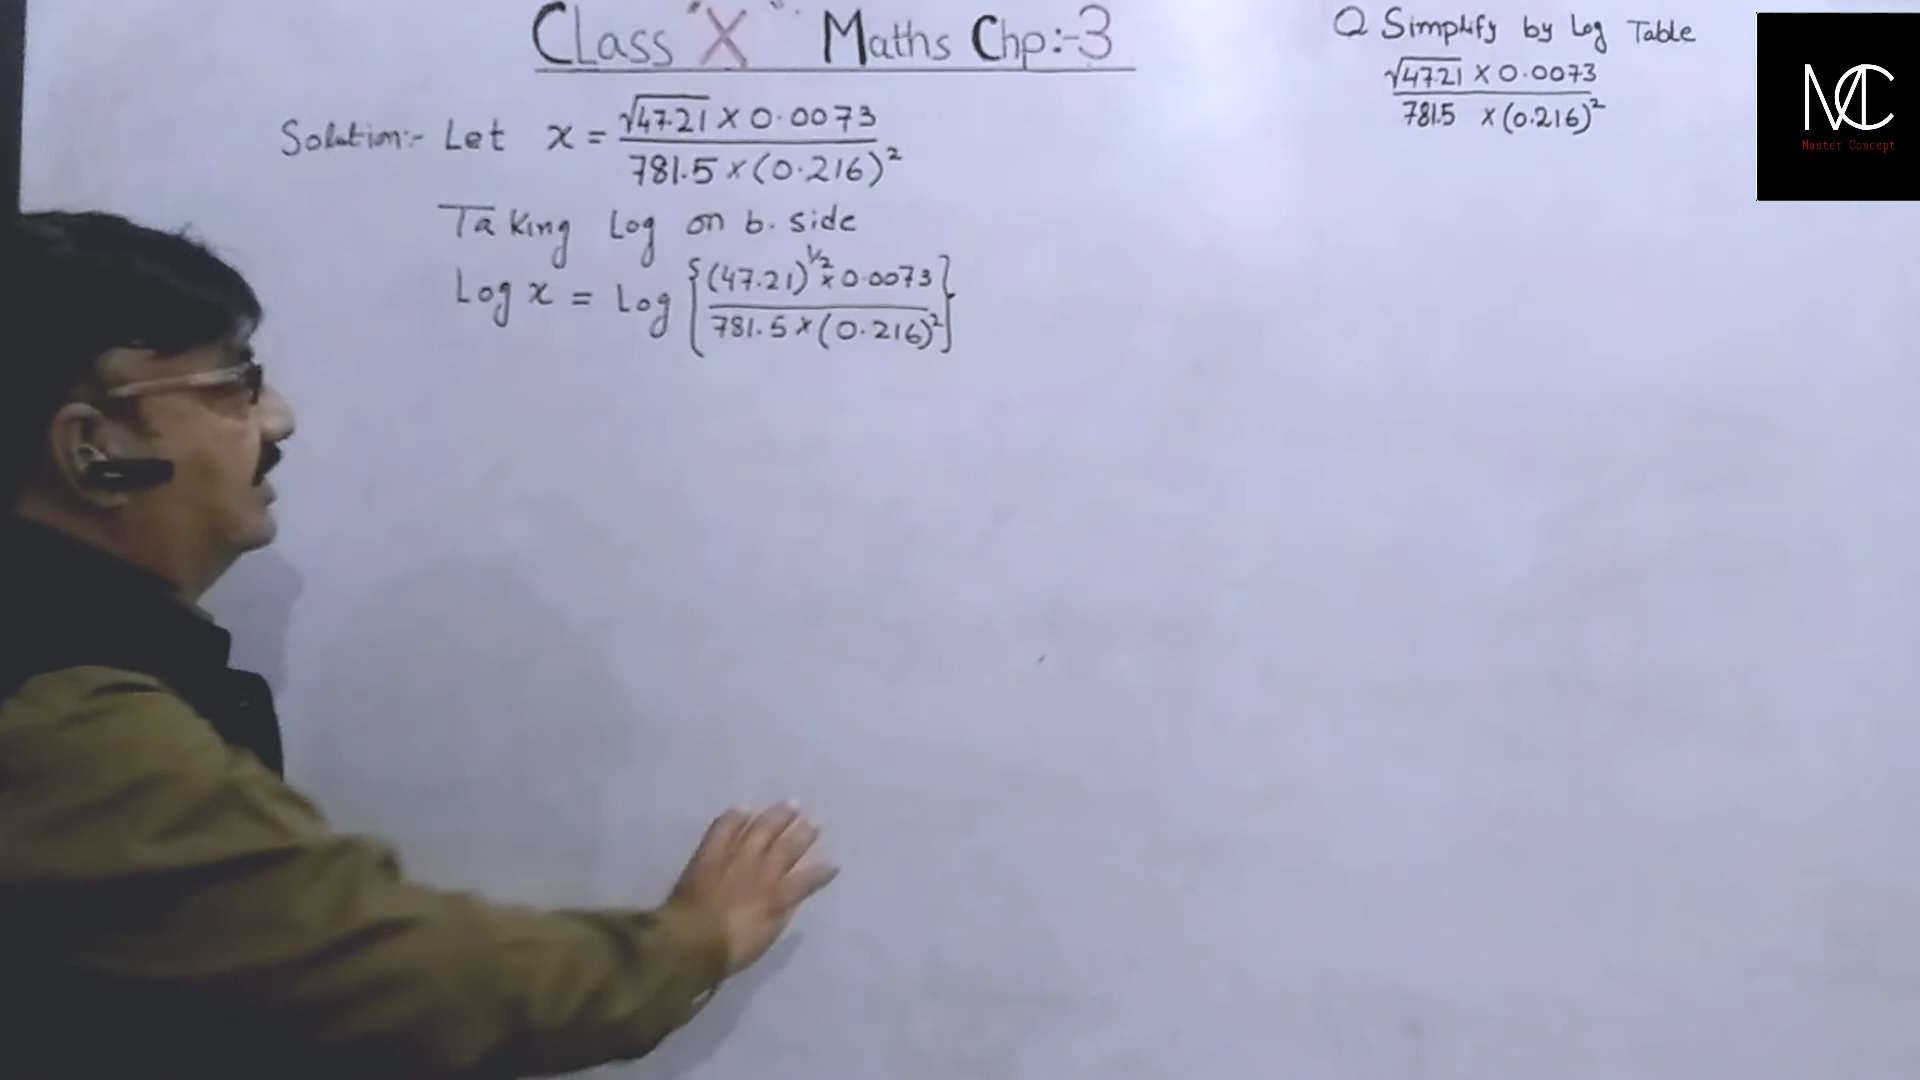 Class "X" Maths Chp:-3
Q Simplify by Log Table
√47.21 × 0.0073
781.5 × (0.216)²
MC
Master Concept
Solution:- Let x = √47.21 × 0.0073
781.5 × (0.216)²
Taking Log on b. side
Log x = Log {(47.21)^½ × 0.0073
781.5 × (0.216)²}